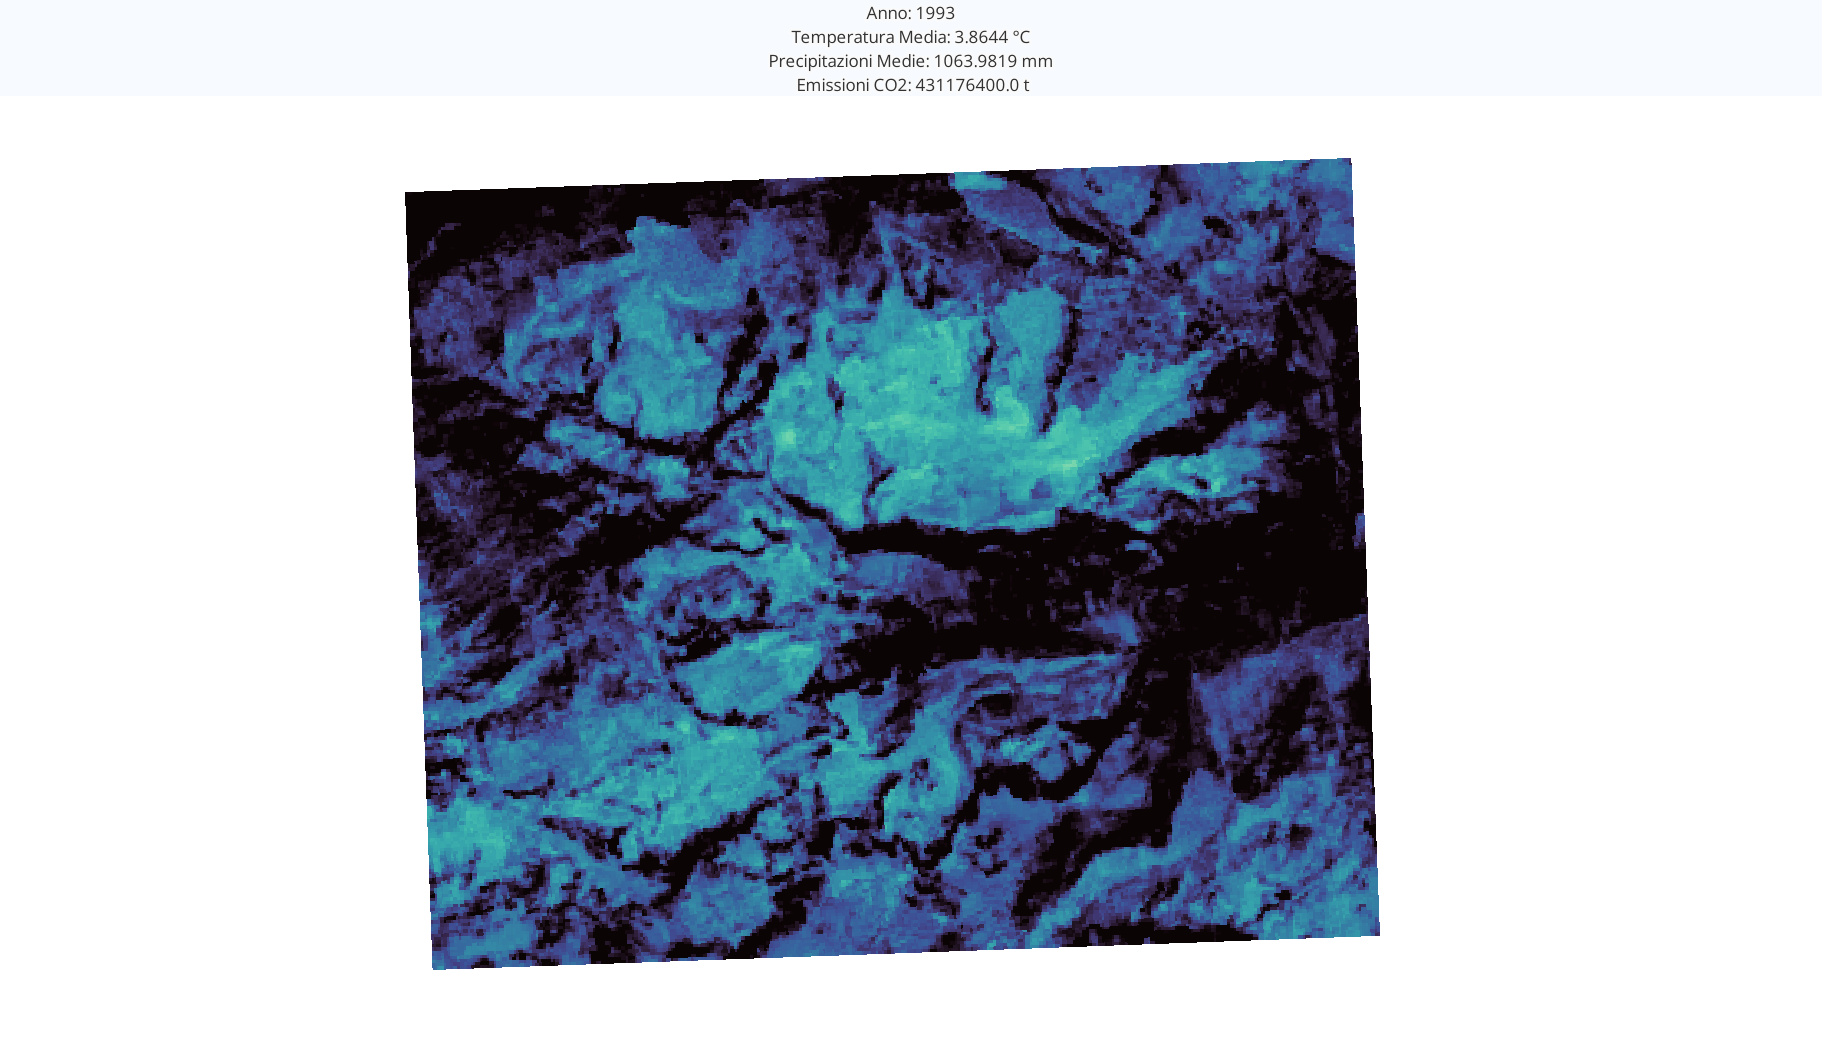 Anno: 1993
Temperatura Media: 3.8644 °C
Precipitazioni Medie: 1063.9819 mm
Emissioni CO2: 431176400.0 t